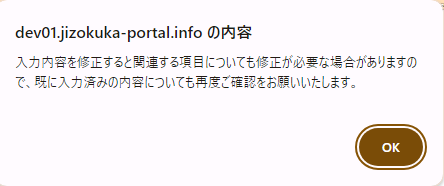 dev01.jizokuka-portal.info の内容
入力内容を修正すると関連する項目についても修正が必要な場合がありますの
で、既に入力済みの内容についても再度ご確認をお願いいたします。
OK